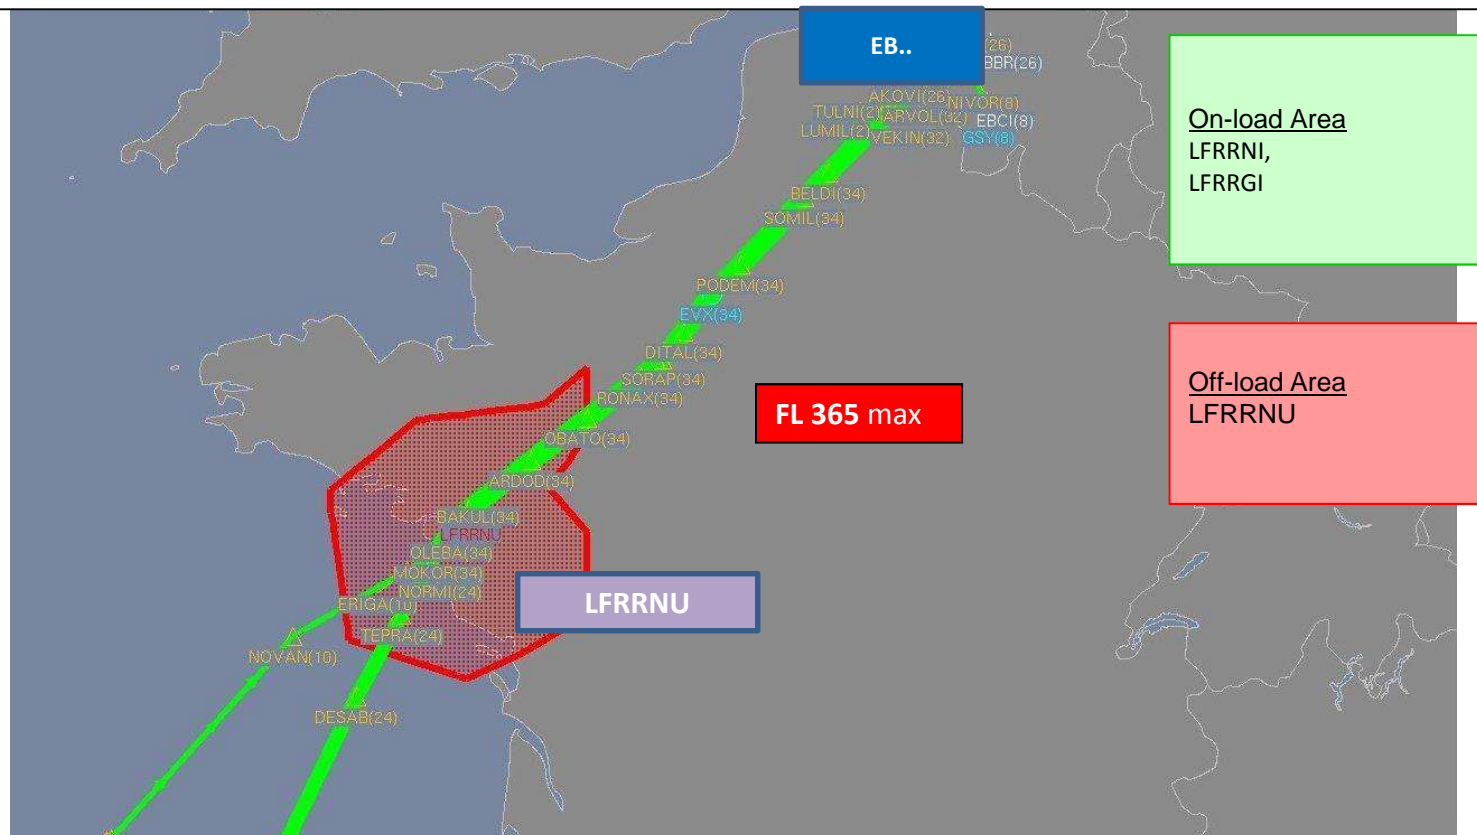 EB..
(26)
BBR(26)
AKOVI(26)
NIVOR(8)
TULNI(2)
ARVOL(32)
EBCI(8)
LUMIL(2)
VEKIN(32)
GSY(8)
BELDI(34)
SOMIL(34)
PODEM(34)
EVX(34)
DITAL(34)
SORAP(34)
RONAX(34)
OBATO(34)
ARDOD(34)
BAKUL(34)
LFRRNU
OLEBA(34)
MOKOR(34)
NORMI(24)
ERIGA(10)
TEPRA(24)
NOVAN(10)
DESAB(24)
FL 365 max
LFRRNU
On-load Area
LFRRNI,
LFRRGI
Off-load Area
LFRRNU